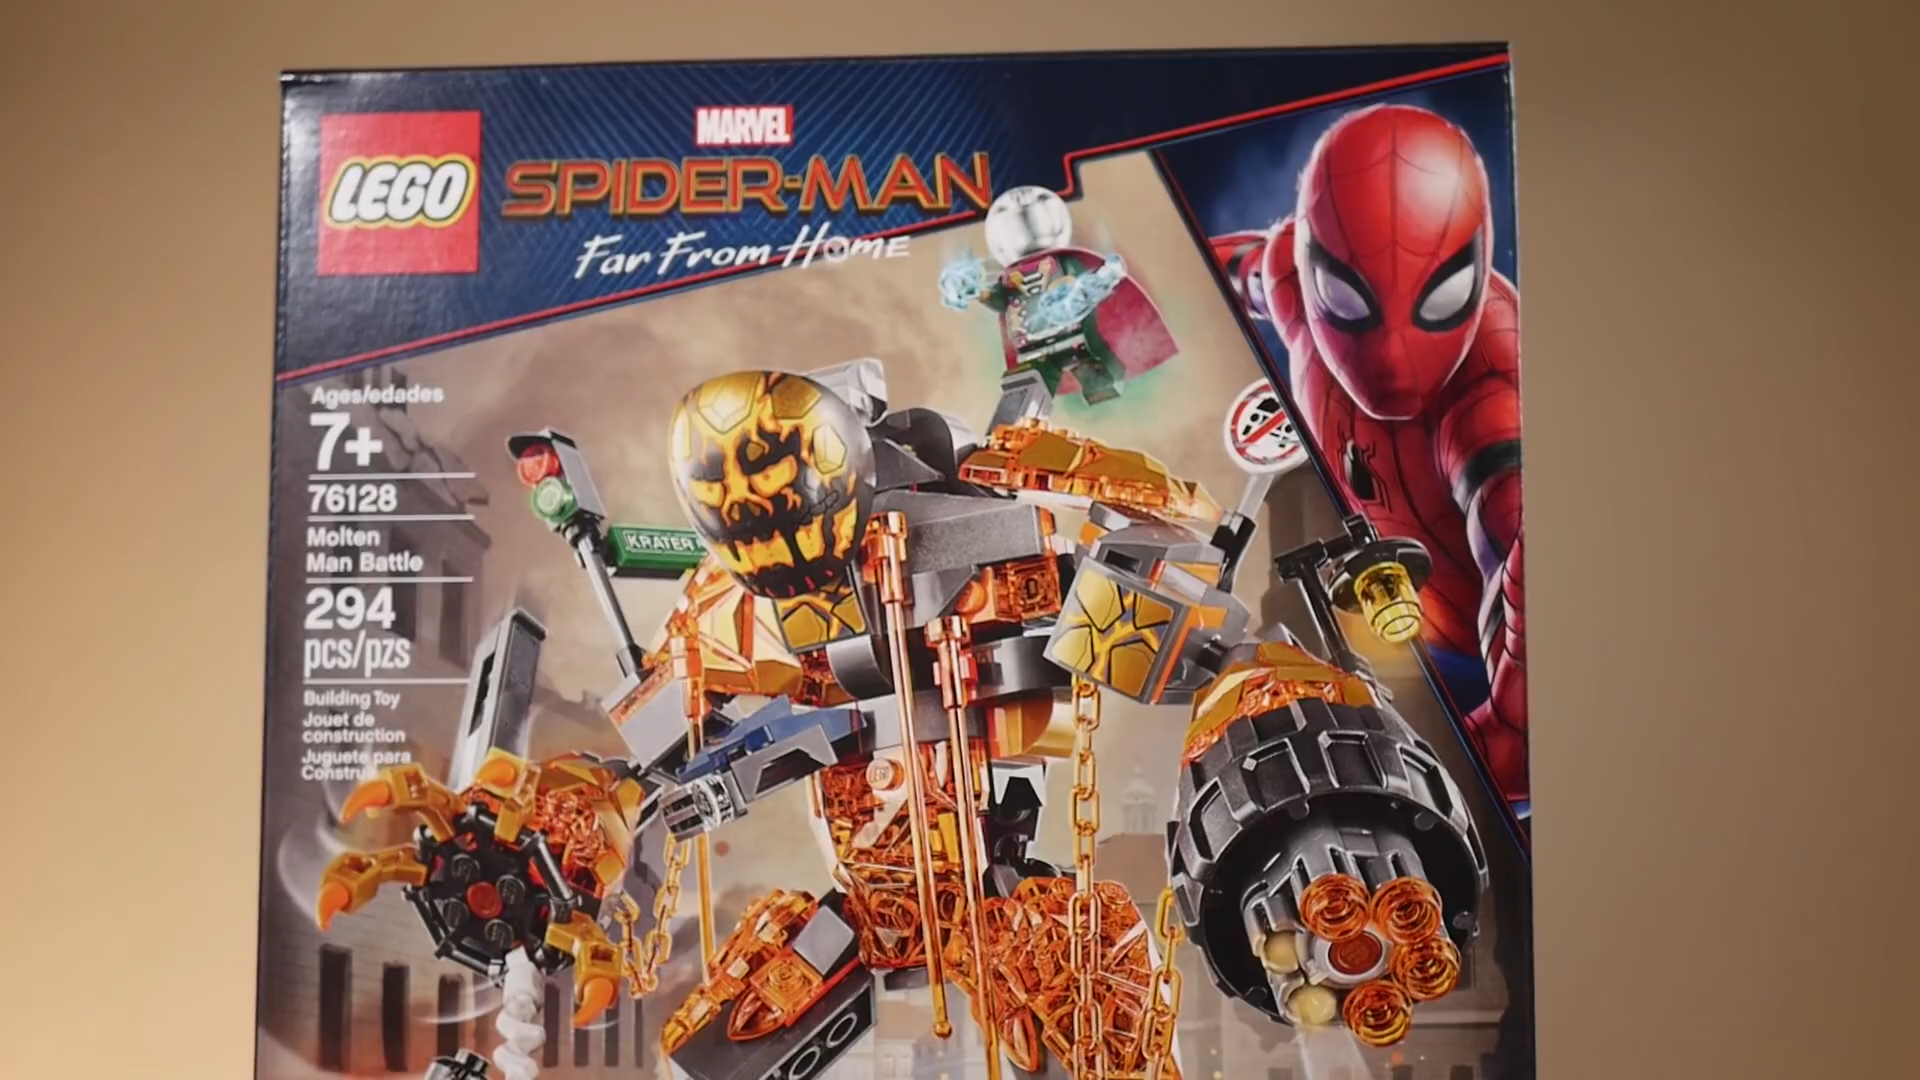 LEGO
MARVEL
SPIDER-MAN
Far From Home
Ages/edades
7+
76128
Molten
Man Battle
294
pcs/pzs
Building Toy
Jouet de
construction
Juguete para
KRATER
LEGO